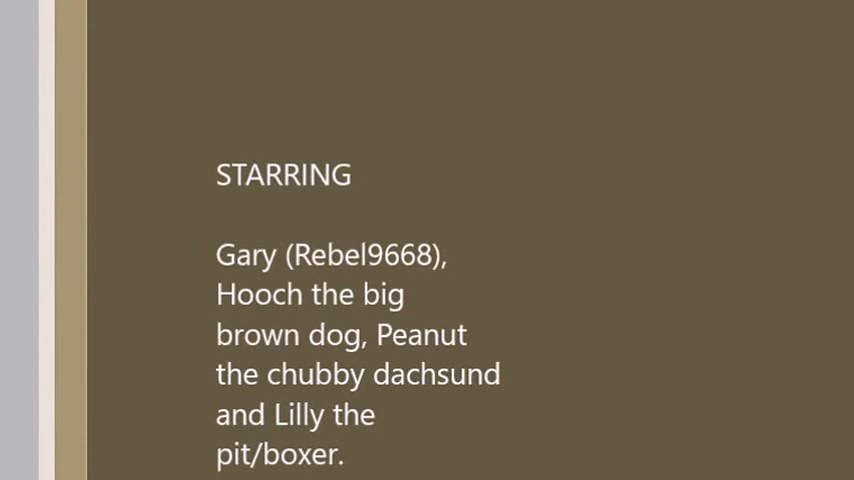 STARRING
Gary (Rebel9668),
Hooch the big
brown dog, Peanut
the chubby dachsund
and Lilly the
pit/boxer.